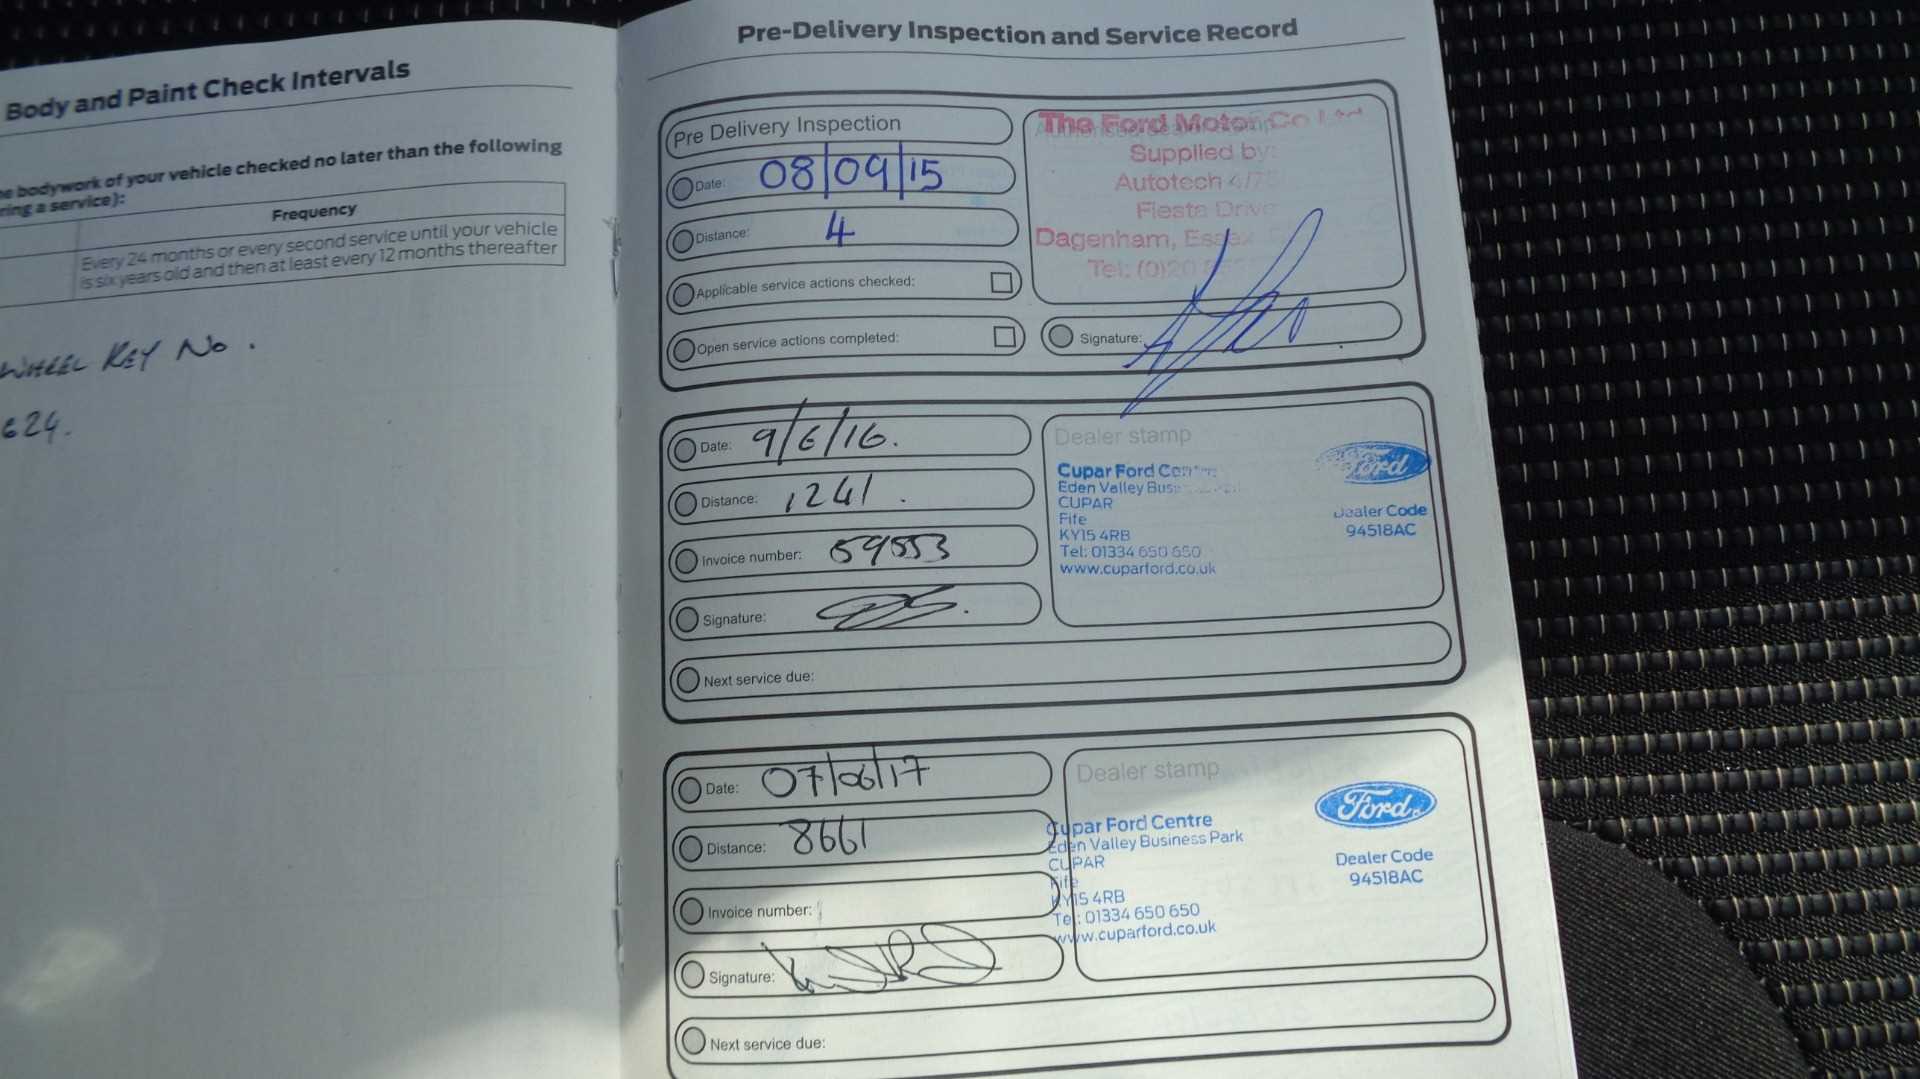 Body and Paint Check Intervals
bodywork of your vehicle checked no later than the following
a service):
Frequency
Every 24 months or every second service until your vehicle
is six years old and then at least every 12 months thereafter
WHEEL KEY No.
624.
Pre-Delivery Inspection and Service Record
Pre Delivery Inspection
Date: 08/09/15
Distance: 4
Applicable service actions checked:
Open service actions completed:
The Ford Motor Co Ltd
Supplied by:
Autotech
Fiesta Drive
Dagenham, Essex
Tel: (0)20
Signature:
Date: 9/6/16.
Distance: 1241.
Invoice number: 59553
Signature:
Next service due:
Dealer stamp
Cupar Ford Centre
Eden Valley
CUPAR
Fife
KY15 4RB
Tel: 01334 650 650
www.cuparford.co.uk
Ford
Dealer Code
94518AC
Date: 07/06/17
Distance: 8661
Invoice number:
Signature:
Next service due:
Dealer stamp
Cupar Ford Centre
Eden Valley Business Park
CUPAR
Fife
KY15 4RB
Tel: 01334 650 650
www.cuparford.co.uk
Ford
Dealer Code
94518AC